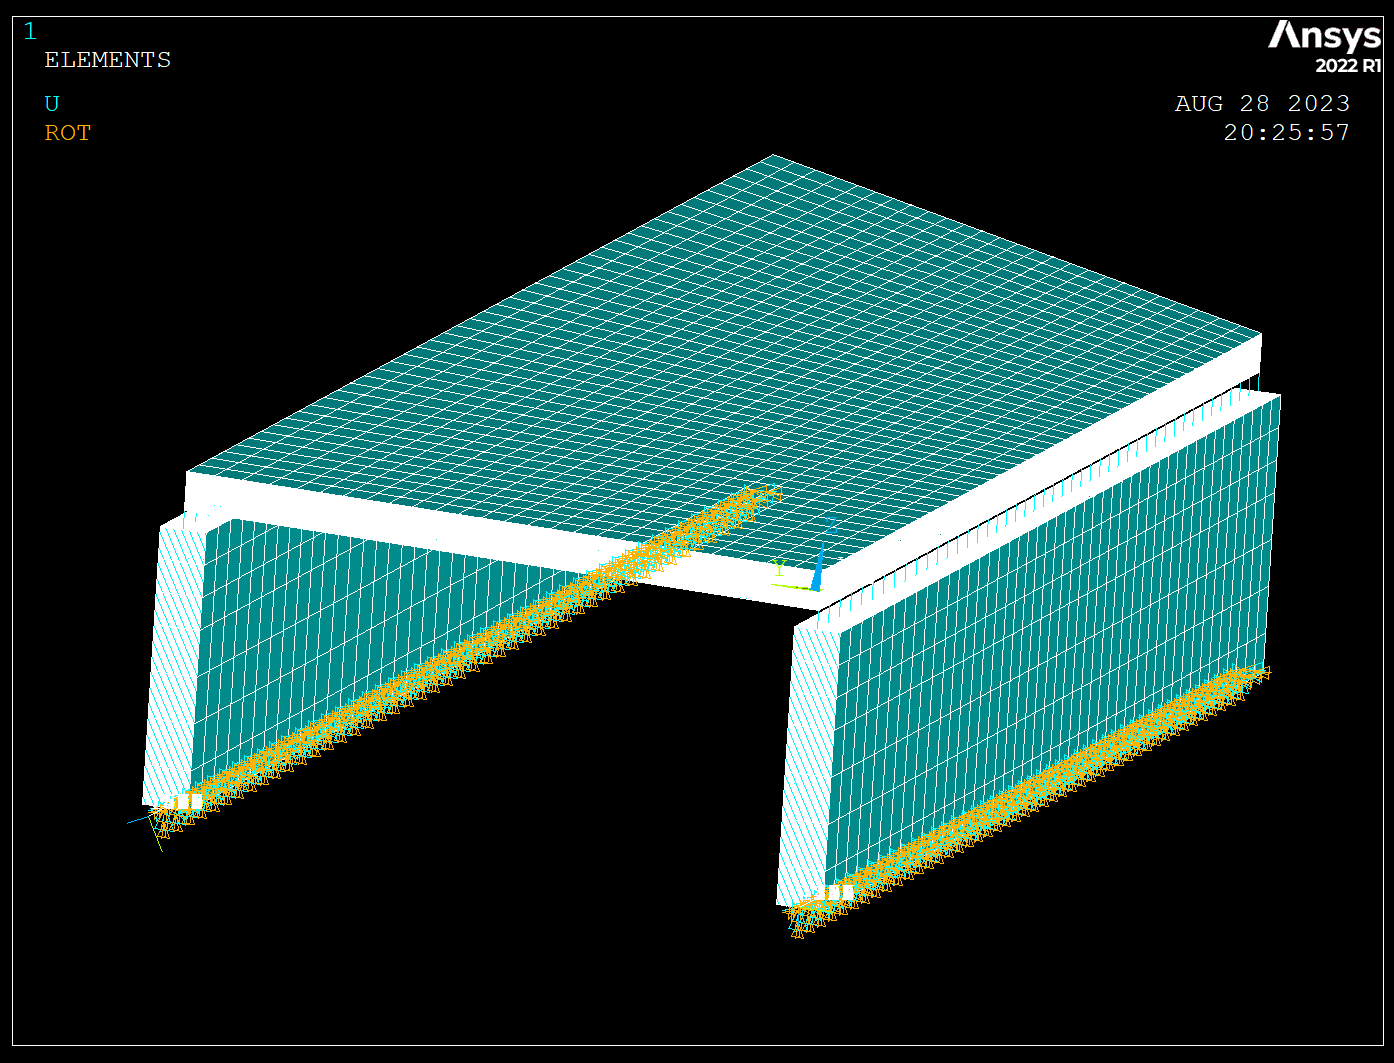 1
ELEMENTS
Ansys
2022 R1
U
ROT
AUG 28 2023
20:25:57
Y
Z